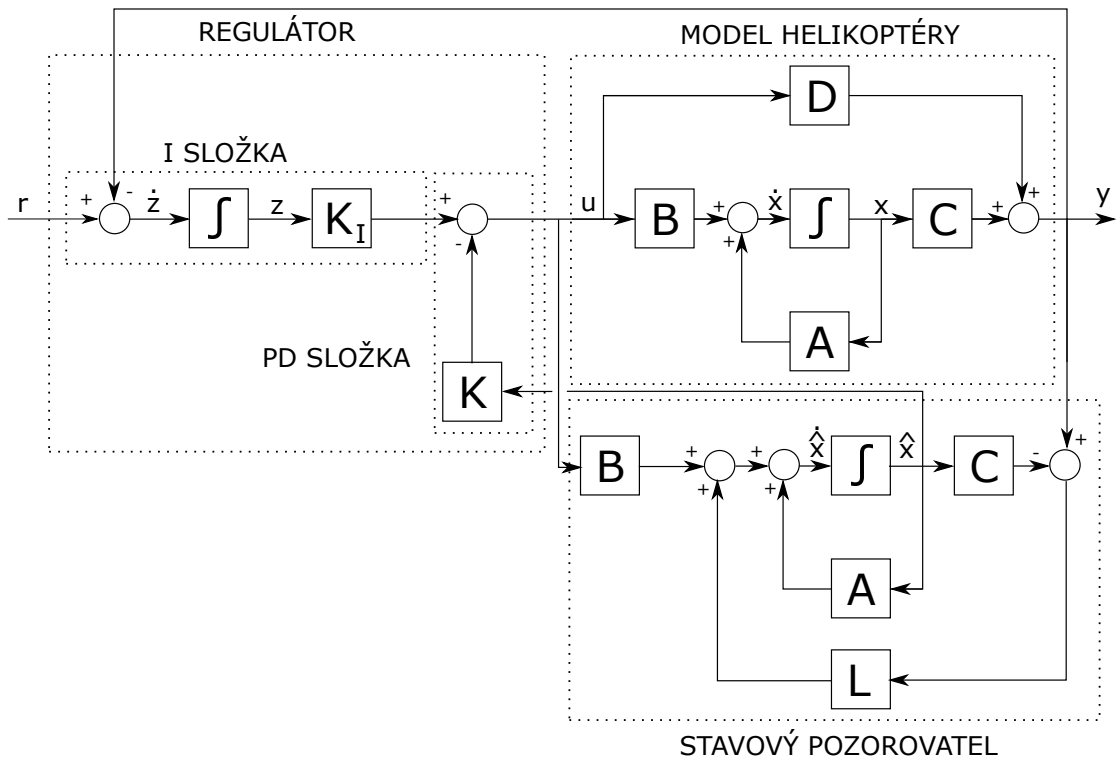 REGULÁTOR
MODEL HELIKOPTÉRY
D
I SLOŽKA
r + - ż ∫ z K_I + -
u B + + ẋ ∫ x C + + y
A
PD SLOŽKA
K
B + + + + x̂̇ ∫ x̂ C - +
A
L
STAVOVÝ POZOROVATEL